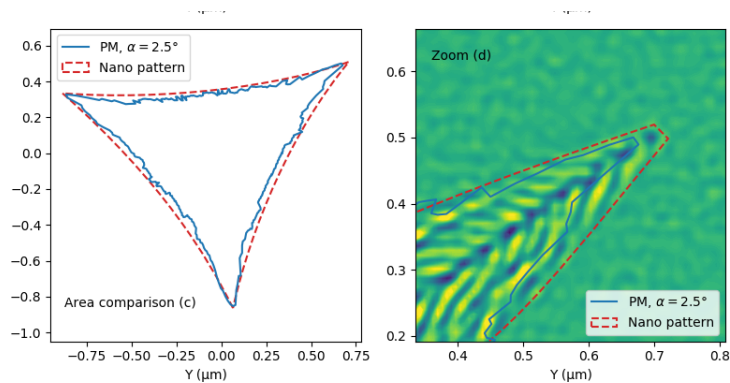 Y (μm)
Y (μm)
PM, α = 2.5°
Nano pattern
0.6
0.4
0.2
0.0
−0.2
−0.4
−0.6
−0.8
−1.0
Area comparison (c)
−0.75 −0.50 −0.25 0.00 0.25 0.50 0.75
Y (μm)
Zoom (d)
0.6
0.5
0.4
0.3
0.2
PM, α = 2.5°
Nano pattern
0.4 0.5 0.6 0.7 0.8
Y (μm)